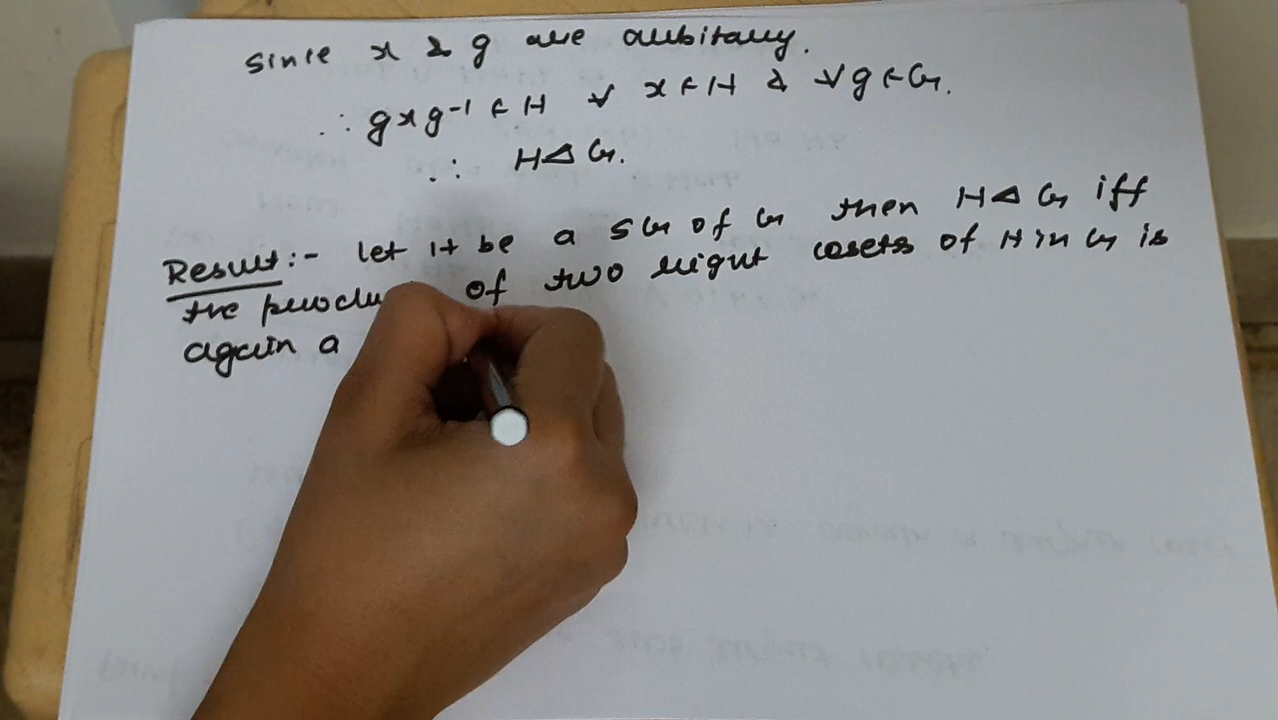 Since x & g are arbitary.
∴ gxg⁻¹ ∈ H ∀ x ∈ H & ∀ g ∈ G.
∴ H Δ G.
Result:- let H be a SG of G then H Δ G iff
the produ of two right cosets of H in G is
again a